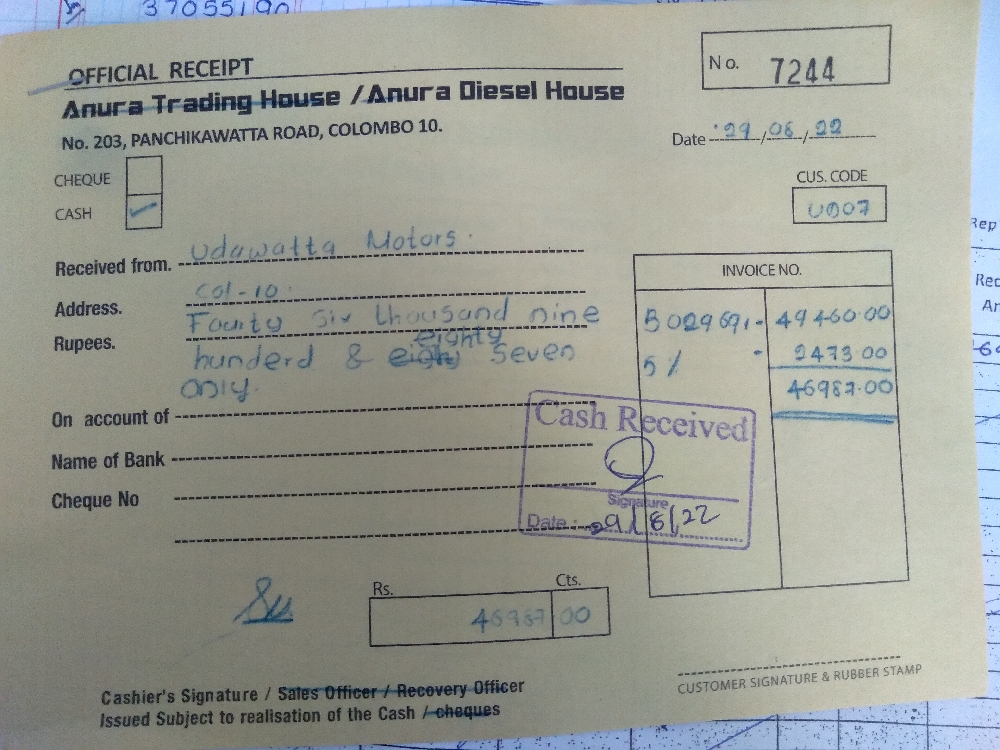 37055190
OFFICIAL RECEIPT
No. 7244
Anura Trading House / Anura Diesel House
No. 203, PANCHIKAWATTA ROAD, COLOMBO 10.
Date 29/06/22
CHEQUE
CASH
CUS. CODE
U007
Received from. Udawatta Motors.
INVOICE NO.
Address. Col-10.
Rupees. Fourty six thousand nine
eighty
hunderd & seven
only.
B029691- 49460.00
5% - 2473.00
46987.00
On account of
Name of Bank
Cheque No
Cash Received
Signature
Date: 29/6/22
Rs. Cts.
46987 00
Cashier's Signature / Sales Officer / Recovery Officer
Issued Subject to realisation of the Cash / cheques
CUSTOMER SIGNATURE & RUBBER STAMP
Rep
Rec